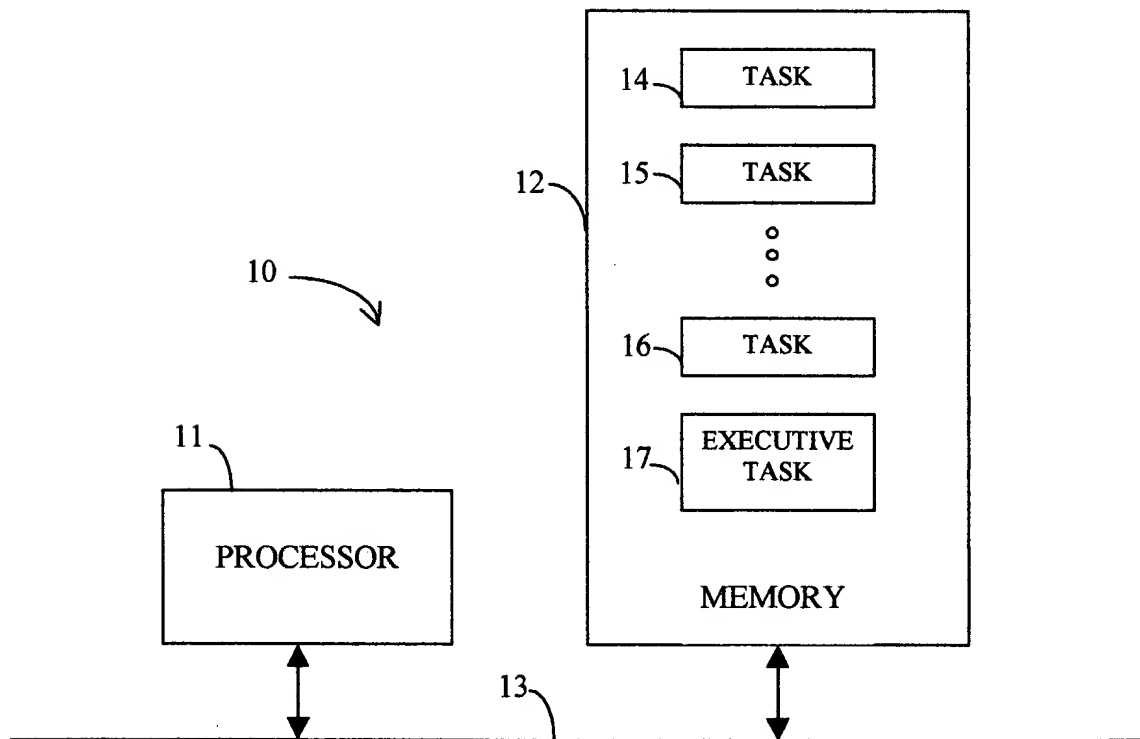 14
TASK
15
TASK
12
10
16
TASK
17
EXECUTIVE
TASK
11
PROCESSOR
MEMORY
13